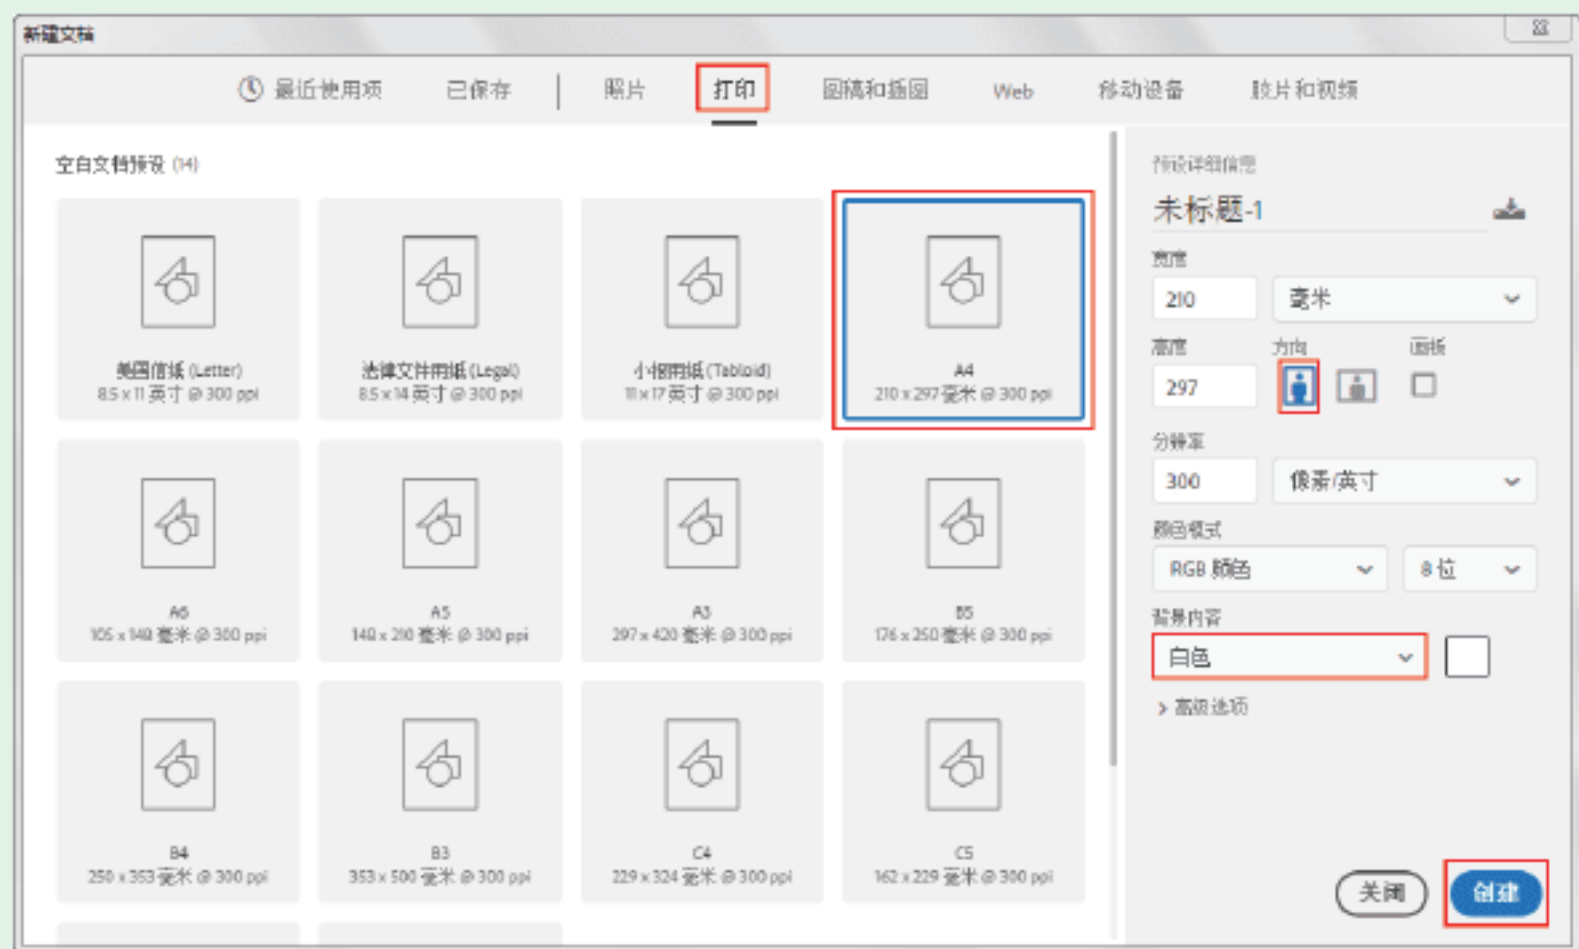 新建文档
最近使用项 已保存 照片 打印 图稿和插图 Web 移动设备 胶片和视频
空白文档预设 (14)
美国信纸 (Letter)
8.5 x 11 英寸 @ 300 ppi
法律文件用纸 (Legal)
8.5 x 14 英寸 @ 300 ppi
小报用纸 (Tabloid)
11 x 17 英寸 @ 300 ppi
A4
210 x 297 毫米 @ 300 ppi
A6
105 x 148 毫米 @ 300 ppi
A5
148 x 210 毫米 @ 300 ppi
A3
297 x 420 毫米 @ 300 ppi
B5
176 x 250 毫米 @ 300 ppi
B4
250 x 353 毫米 @ 300 ppi
B3
353 x 500 毫米 @ 300 ppi
C4
229 x 324 毫米 @ 300 ppi
C5
162 x 229 毫米 @ 300 ppi
预设详细信息
未标题-1
宽度
210 毫米
高度 方向 画板
297
分辨率
300 像素/英寸
颜色模式
RGB 颜色 8 位
背景内容
白色
高级选项
关闭 创建